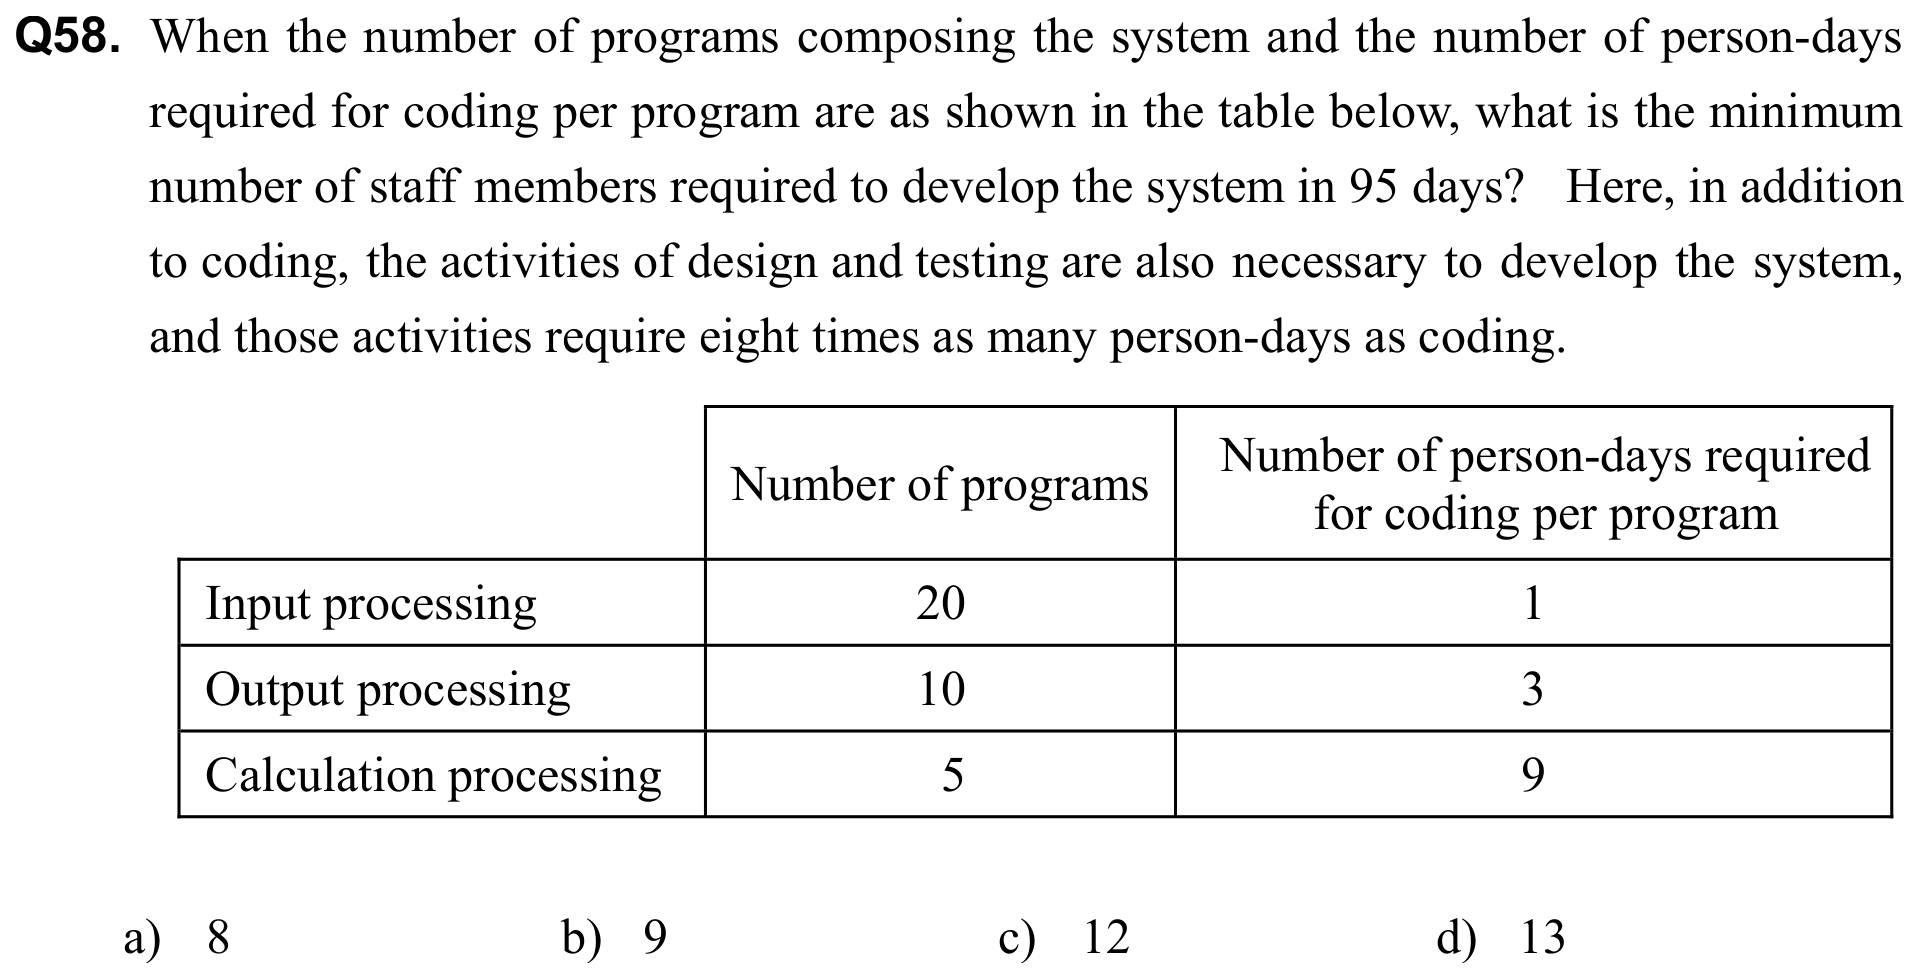 Q58. When the number of programs composing the system and the number of person-days
required for coding per program are as shown in the table below, what is the minimum
number of staff members required to develop the system in 95 days? Here, in addition
to coding, the activities of design and testing are also necessary to develop the system,
and those activities require eight times as many person-days as coding.
Number of programs
Number of person-days required
for coding per program
Input processing 20 1
Output processing 10 3
Calculation processing 5 9
a) 8 b) 9 c) 12 d) 13